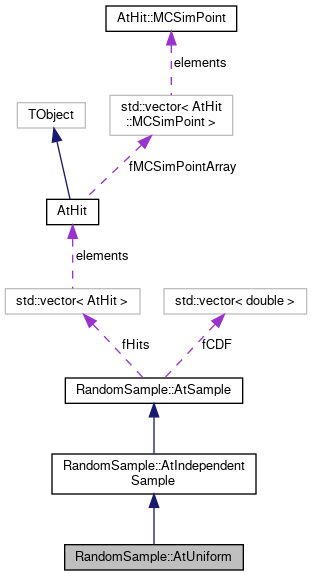 AtHit::MCSimPoint
elements
TObject
std::vector< AtHit
::MCSimPoint >
fMCSimPointArray
AtHit
elements
std::vector< AtHit >
std::vector< double >
fHits
fCDF
RandomSample::AtSample
RandomSample::AtIndependent
Sample
RandomSample::AtUniform